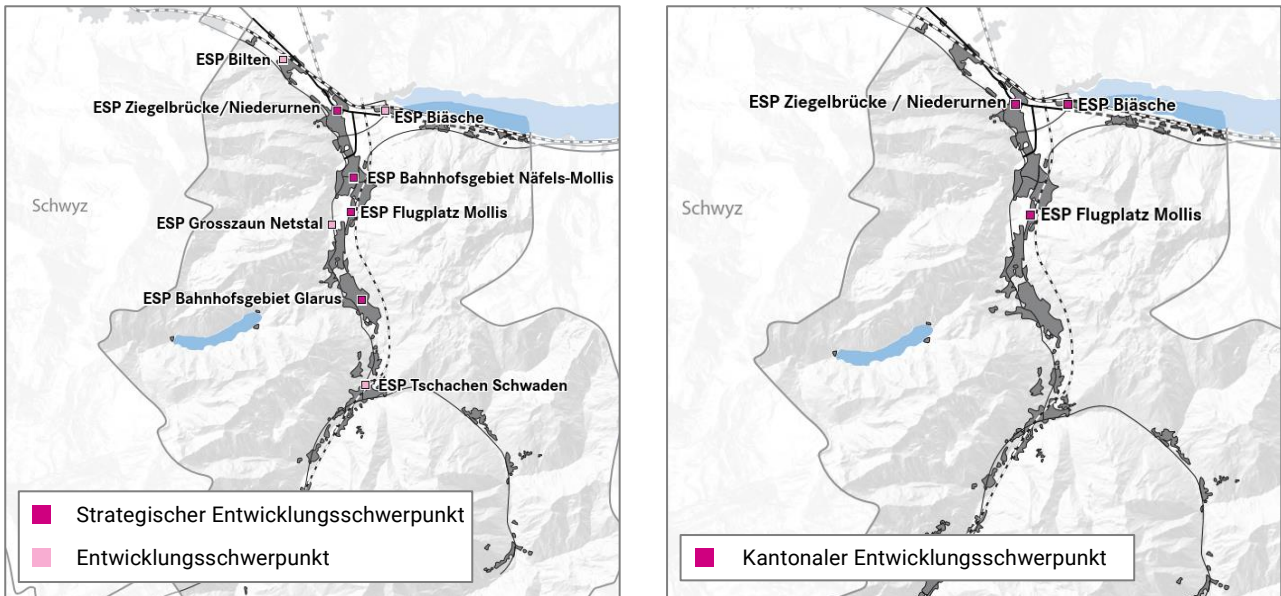 ESP Bilten
ESP Ziegelbrücke/Niederurnen
ESP Biäsche
ESP Bahnhofsgebiet Näfels-Mollis
Schwyz
ESP Flugplatz Mollis
ESP Grosszaun Netstal
ESP Bahnhofsgebiet Glarus
ESP Tschachen Schwaden
Strategischer Entwicklungsschwerpunkt
Entwicklungsschwerpunkt
ESP Ziegelbrücke / Niederurnen
ESP Biäsche
Schwyz
ESP Flugplatz Mollis
Kantonaler Entwicklungsschwerpunkt